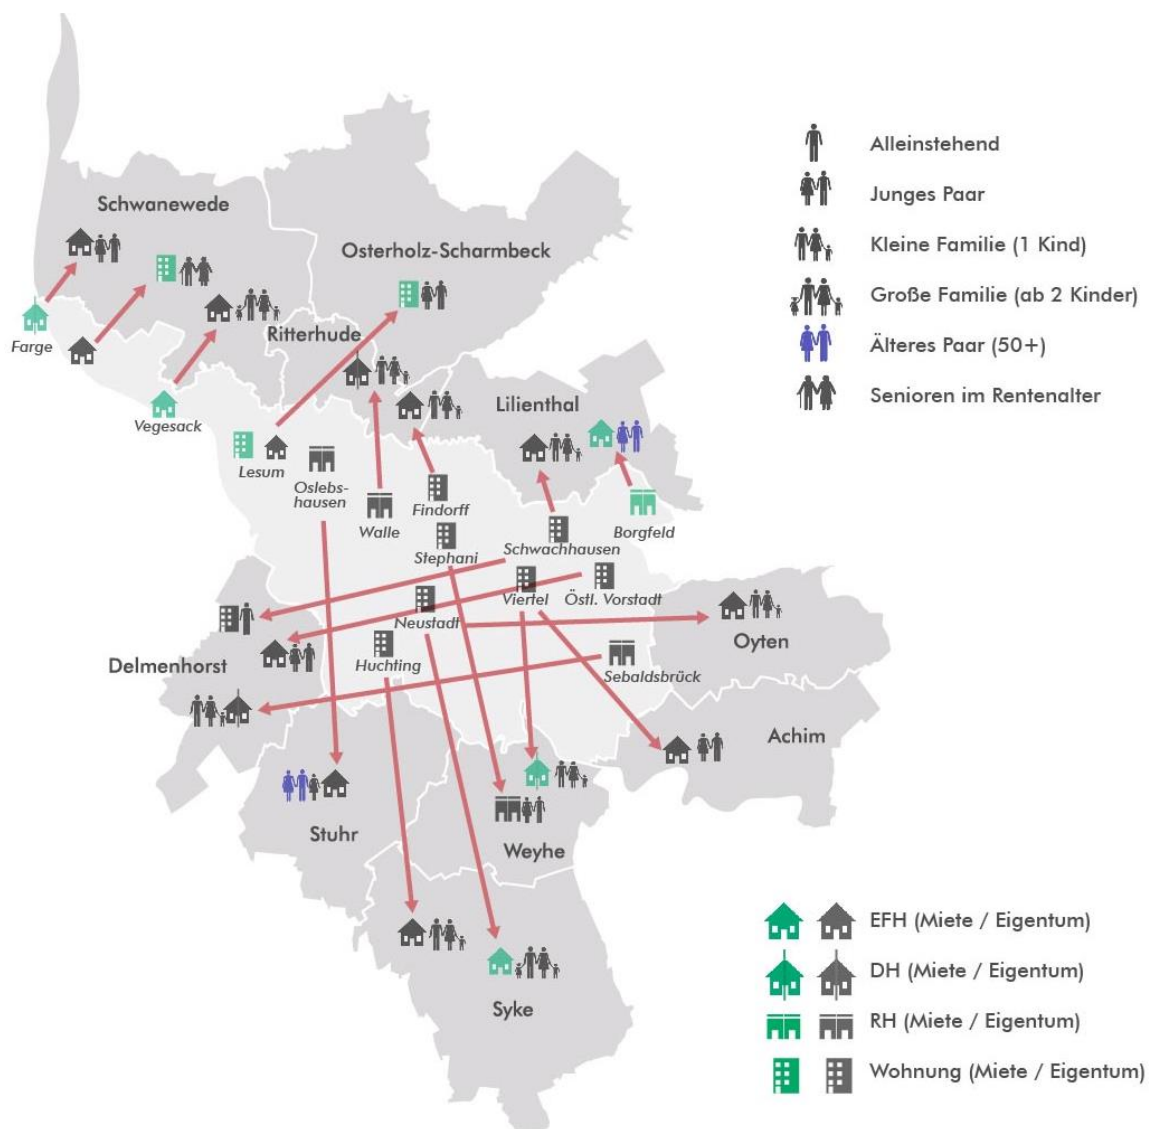 Alleinstehend
Junges Paar
Kleine Familie (1 Kind)
Große Familie (ab 2 Kinder)
Älteres Paar (50+)
Senioren im Rentenalter
Schwanewede
Osterholz-Scharmbeck
Ritterhude
Farge
Lilienthal
Vegesack
Lesum
Oslebs-
hausen
Walle
Findorff
Borgfeld
Stephani
Schwachhausen
Viertel
Östl. Vorstadt
Neustadt
Huchting
Sebaldsbrück
Oyten
Delmenhorst
Achim
Stuhr
Weyhe
Syke
EFH (Miete / Eigentum)
DH (Miete / Eigentum)
RH (Miete / Eigentum)
Wohnung (Miete / Eigentum)